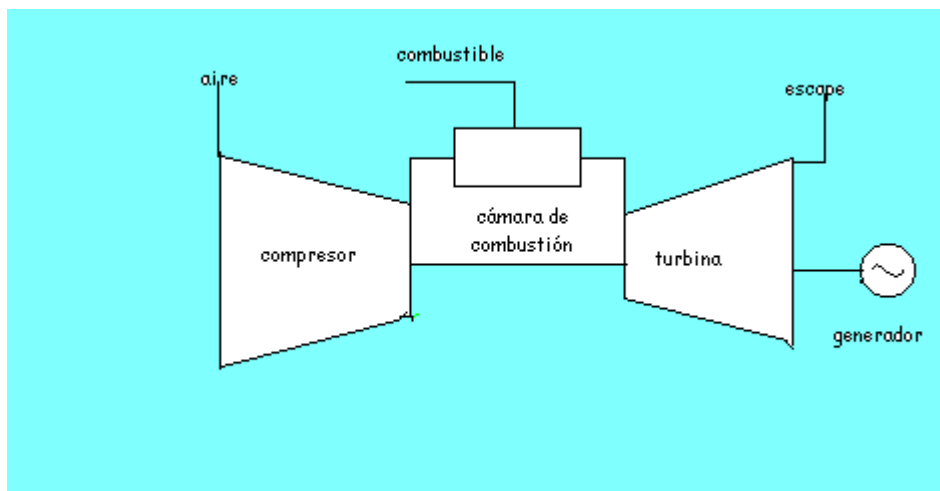 combustible
aire
escape
cámara de
combustión
compresor
turbina
generador